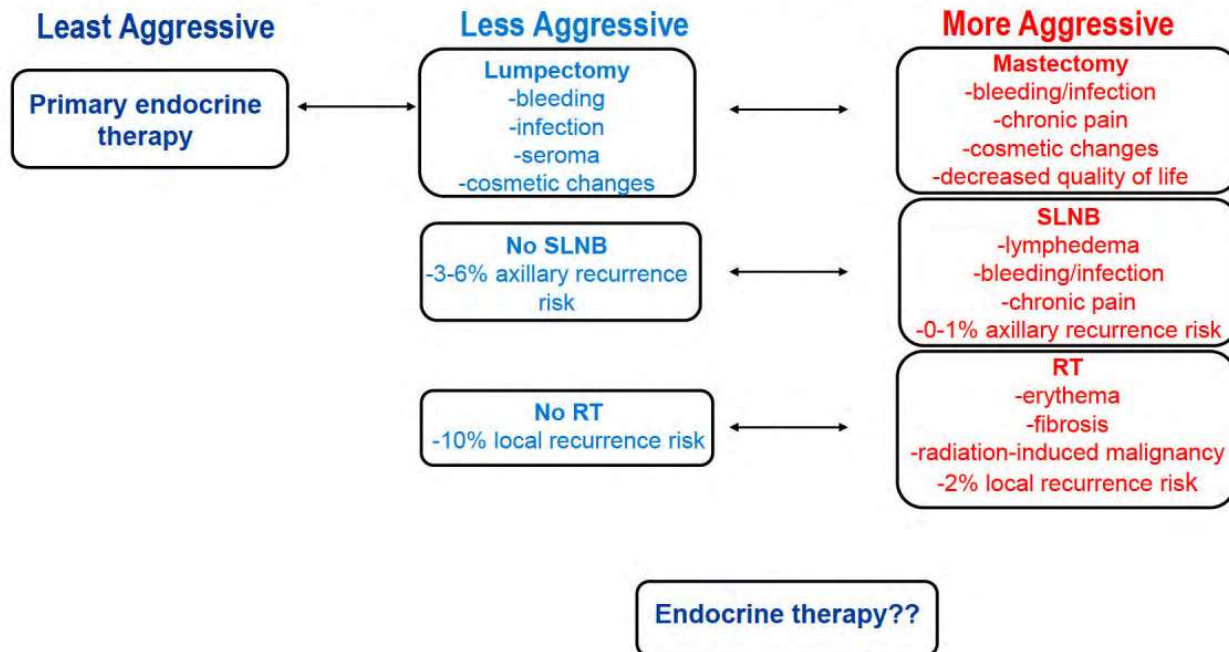 Least Aggressive
Less Aggressive
More Aggressive
Primary endocrine
therapy
Lumpectomy
-bleeding
-infection
-seroma
-cosmetic changes
Mastectomy
-bleeding/infection
-chronic pain
-cosmetic changes
-decreased quality of life
No SLNB
-3-6% axillary recurrence
risk
SLNB
-lymphedema
-bleeding/infection
-chronic pain
-0-1% axillary recurrence risk
No RT
-10% local recurrence risk
RT
-erythema
-fibrosis
-radiation-induced malignancy
-2% local recurrence risk
Endocrine therapy??